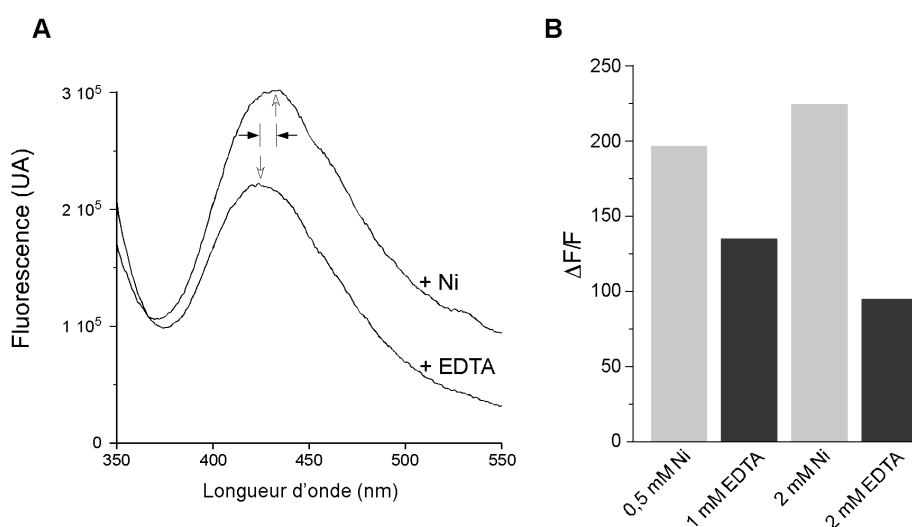 A
Fluorescence (UA)
3 10⁵
2 10⁵
1 10⁵
0
350
400
450
500
550
Longueur d'onde (nm)
+ Ni
+ EDTA
B
ΔF/F
250
200
150
100
50
0
0,5 mM Ni
1 mM EDTA
2 mM Ni
2 mM EDTA